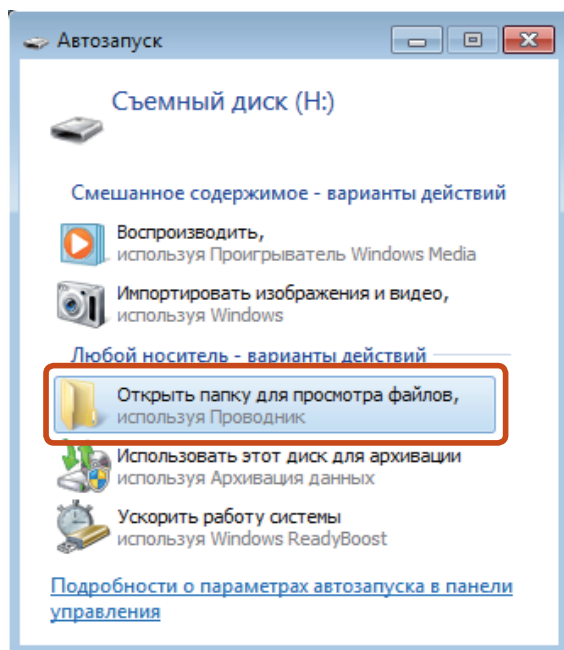 Автозапуск
Съемный диск (H:)
Смешанное содержимое - варианты действий
Воспроизводить,
используя Проигрыватель Windows Media
Импортировать изображения и видео,
используя Windows
Любой носитель - варианты действий
Открыть папку для просмотра файлов,
используя Проводник
Использовать этот диск для архивации
используя Архивация данных
Ускорить работу системы
используя Windows ReadyBoost
Подробности о параметрах автозапуска в панели
управления